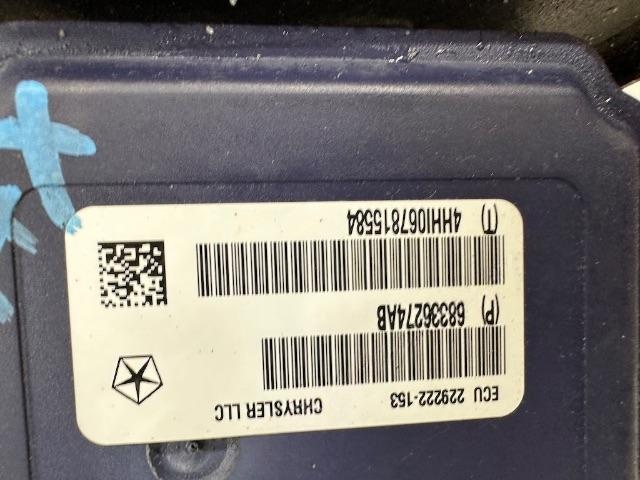 ECU 229222-153 CHRYSLER LLC
(P) 68336274AB
(T) 4HHI067815584